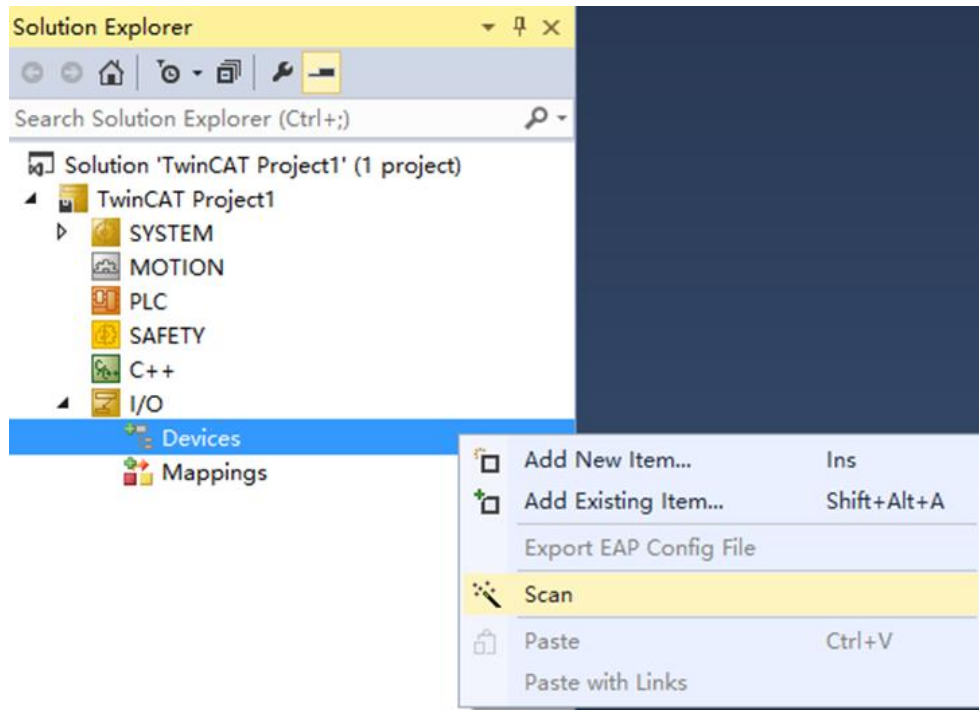 Solution Explorer
Search Solution Explorer (Ctrl+;)
Solution 'TwinCAT Project1' (1 project)
TwinCAT Project1
SYSTEM
MOTION
PLC
SAFETY
C++
I/O
Devices
Mappings
Add New Item... Ins
Add Existing Item... Shift+Alt+A
Export EAP Config File
Scan
Paste Ctrl+V
Paste with Links